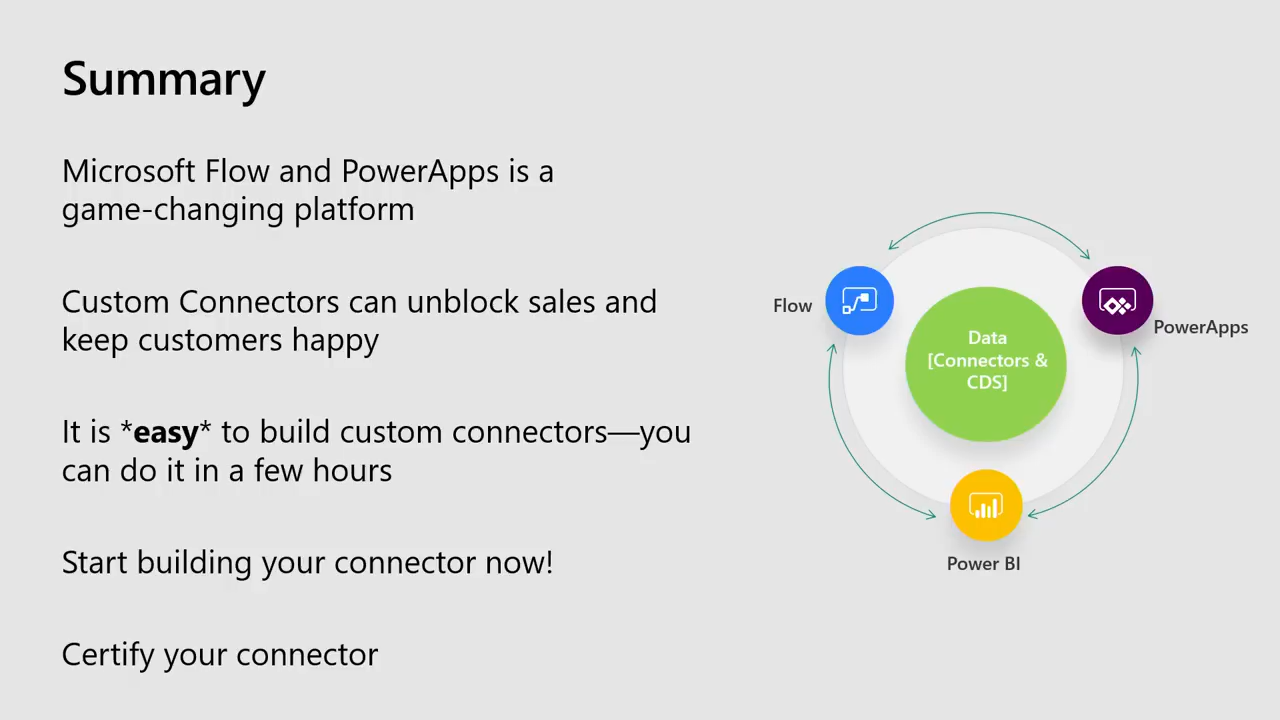 Summary
Microsoft Flow and PowerApps is a
game-changing platform
Custom Connectors can unblock sales and
keep customers happy
It is *easy* to build custom connectors—you
can do it in a few hours
Start building your connector now!
Certify your connector
Flow
PowerApps
Data
[Connectors &
CDS]
Power BI